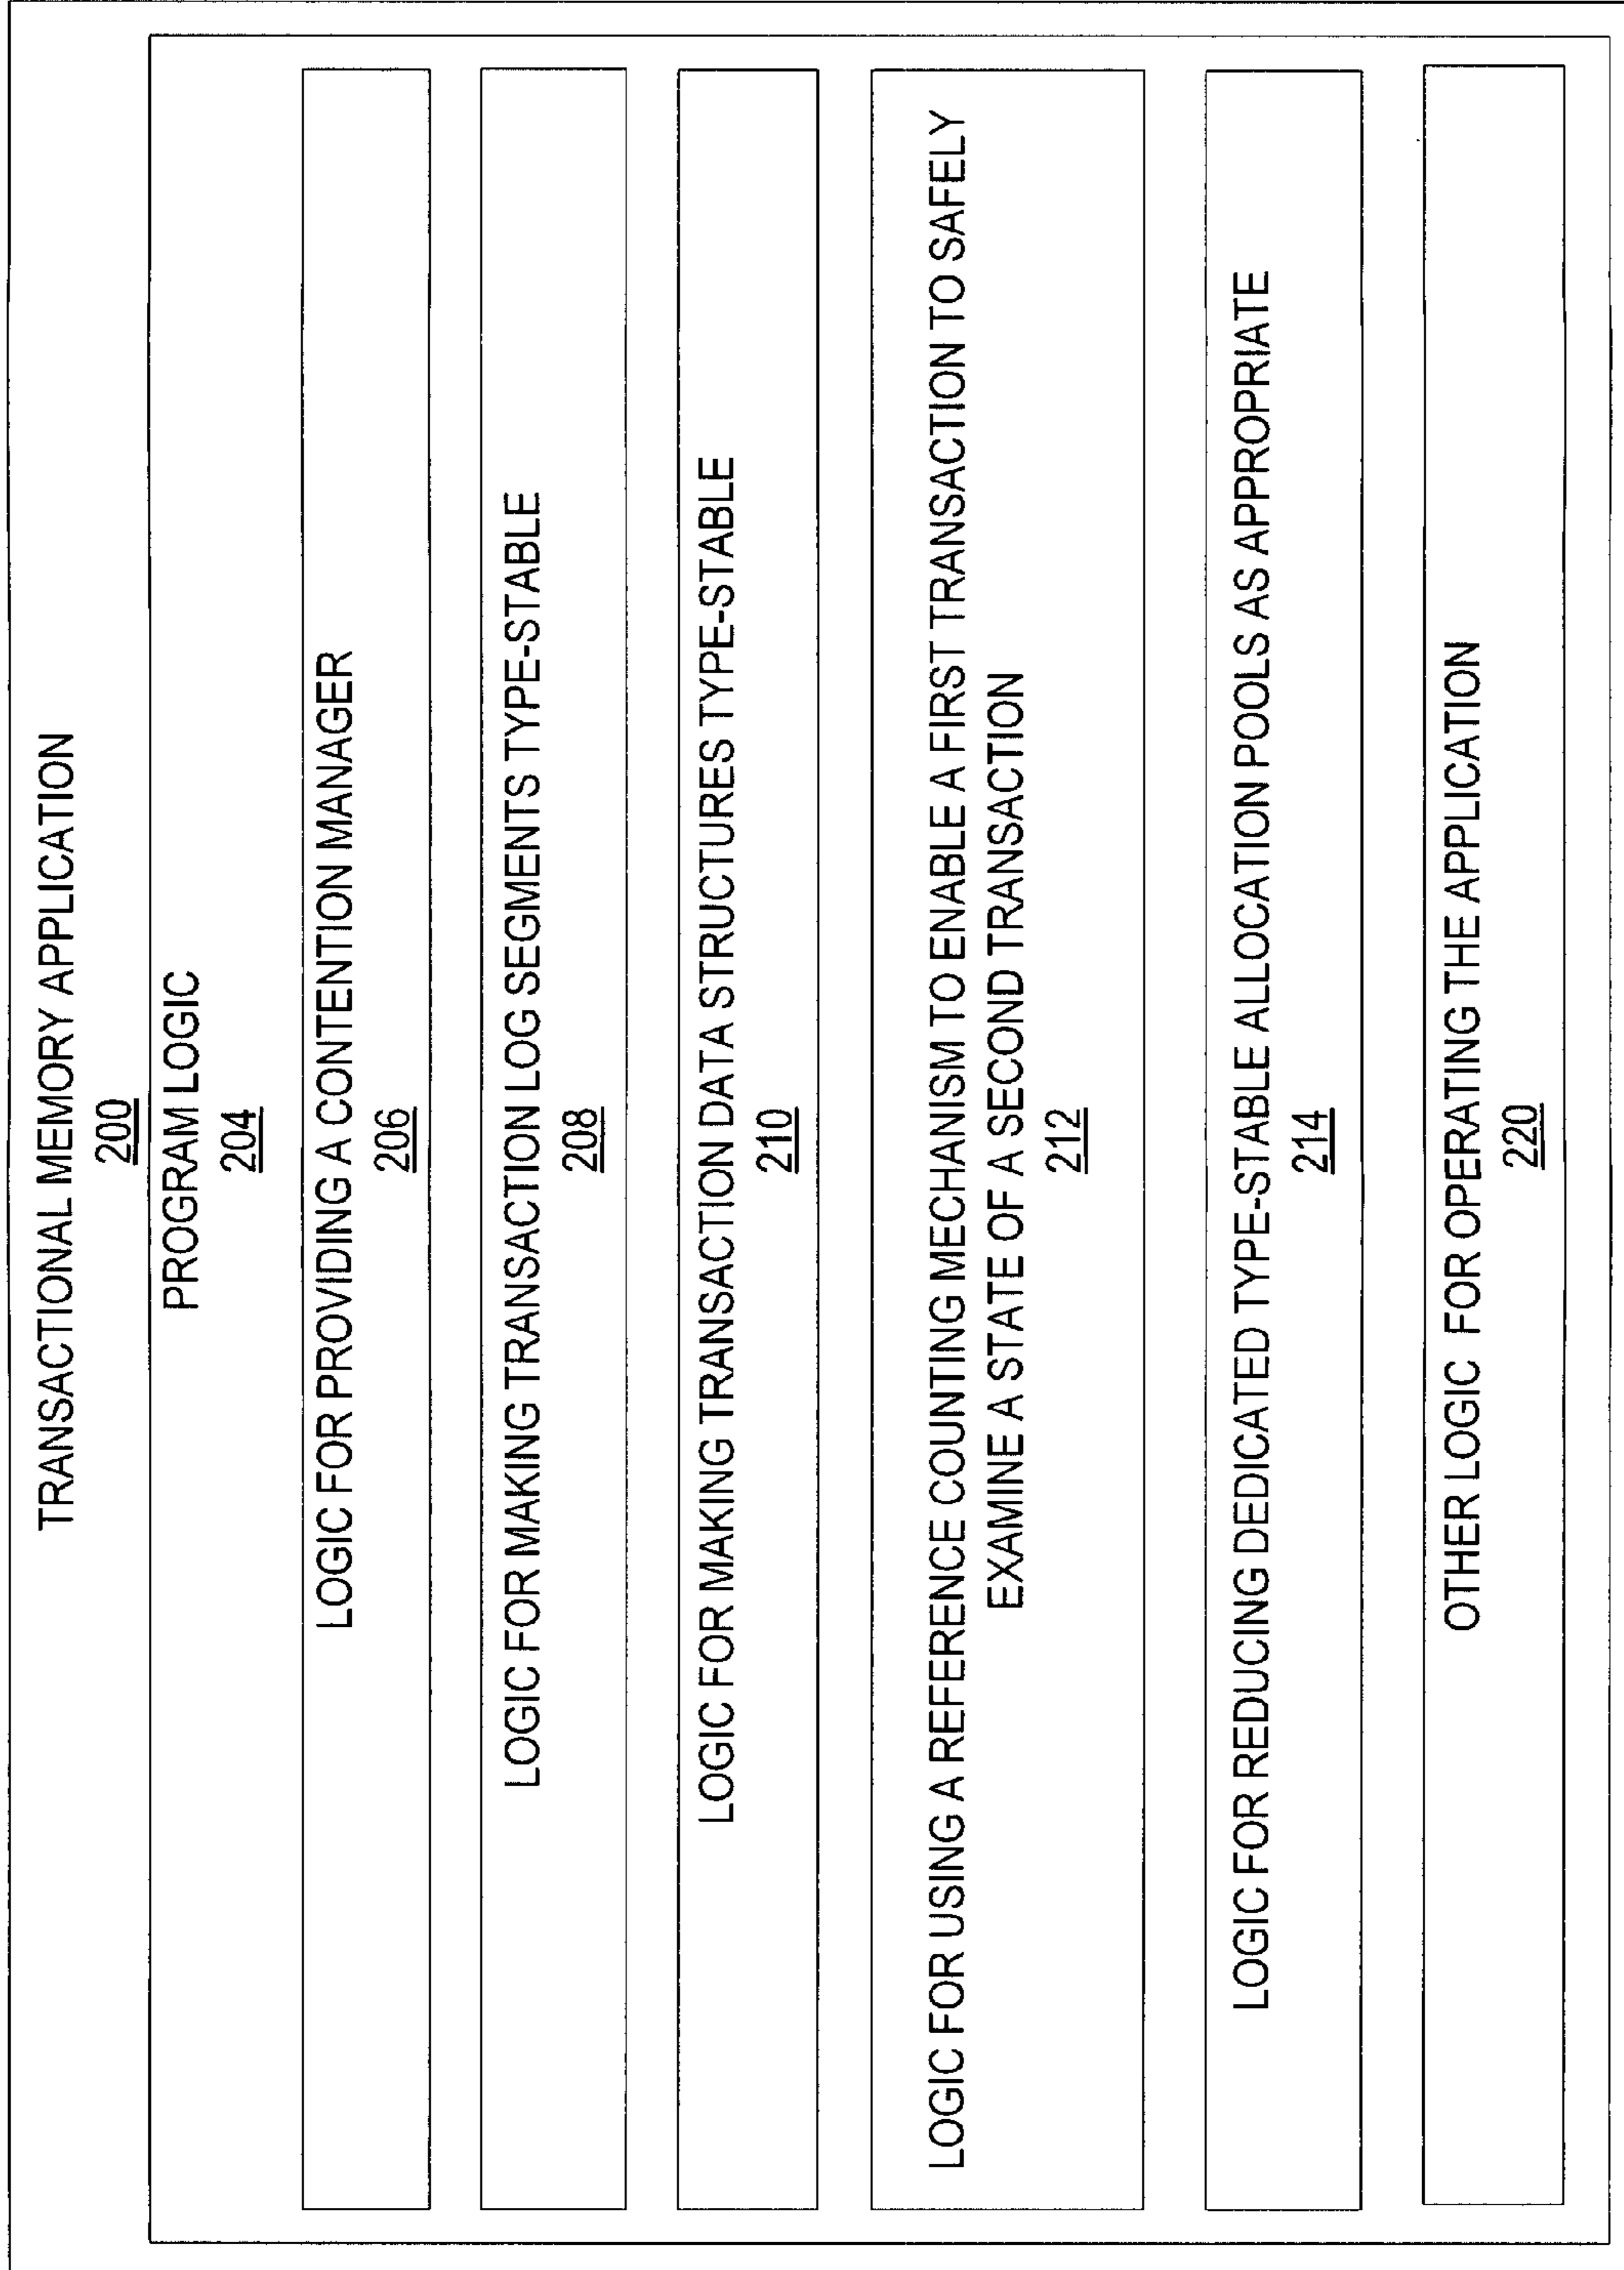 TRANSACTIONAL MEMORY APPLICATION
200
PROGRAM LOGIC
204
LOGIC FOR PROVIDING A CONTENTION MANAGER
206
LOGIC FOR MAKING TRANSACTION LOG SEGMENTS TYPE-STABLE
208
LOGIC FOR MAKING TRANSACTION DATA STRUCTURES TYPE-STABLE
210
LOGIC FOR USING A REFERENCE COUNTING MECHANISM TO ENABLE A FIRST TRANSACTION TO SAFELY
EXAMINE A STATE OF A SECOND TRANSACTION
212
LOGIC FOR REDUCING DEDICATED TYPE-STABLE ALLOCATION POOLS AS APPROPRIATE
214
OTHER LOGIC FOR OPERATING THE APPLICATION
220